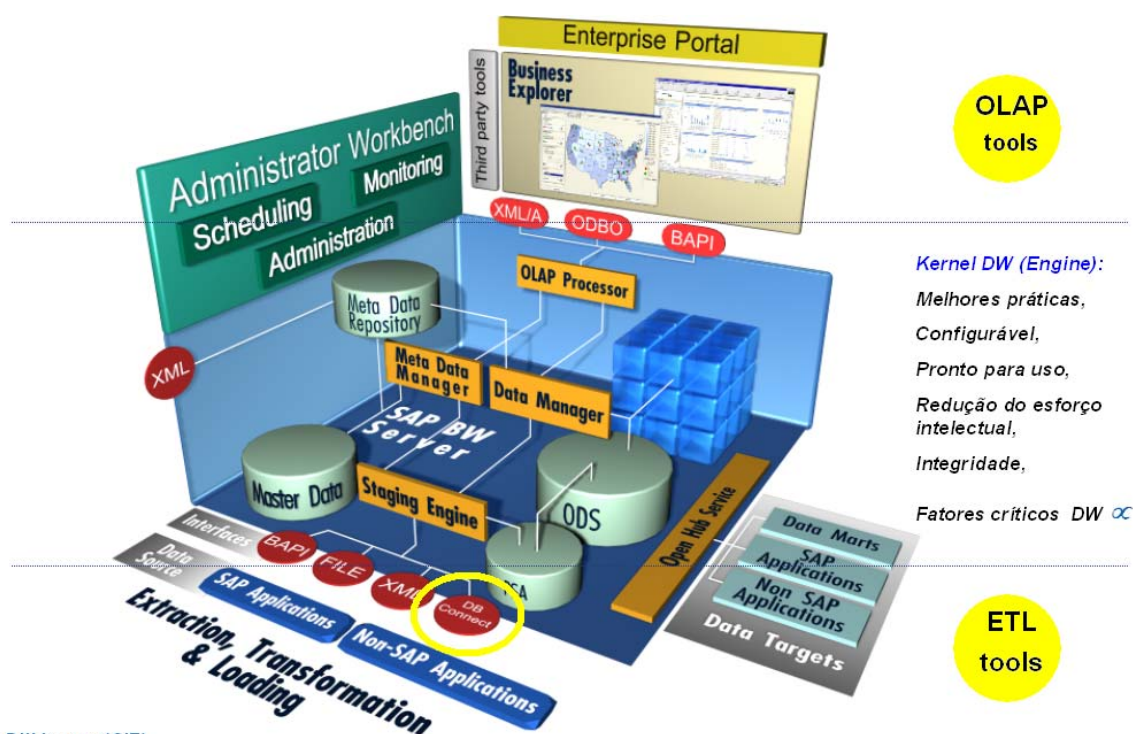 Enterprise Portal
Third party tools
Business
Explorer
OLAP
tools
Administrator Workbench
Monitoring
Scheduling
Administration
XML/A
ODBO
BAPI
OLAP Processor
Meta Data
Repository
XML
Meta Data
Manager
Data Manager
SAP BW
Server
Master Data
Staging Engine
ODS
Open Hub Service
Kernel DW (Engine):
Melhores práticas,
Configurável,
Pronto para uso,
Redução do esforço
intelectual,
Integridade,
Fatores críticos DW ∝
Interfaces
BAPI
FILE
XML
DB
Connect
Data
Source
SAP Applications
Non-SAP Applications
Extraction, Transformation
& Loading
Data Marts
SAP
Applications
Non SAP
Applications
Data Targets
ETL
tools